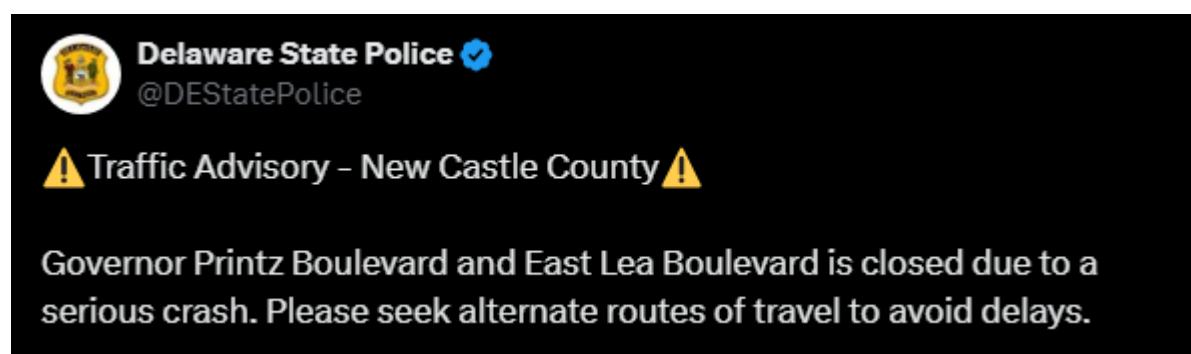 Delaware State Police
@DEStatePolice
⚠️Traffic Advisory - New Castle County⚠️
Governor Printz Boulevard and East Lea Boulevard is closed due to a
serious crash. Please seek alternate routes of travel to avoid delays.